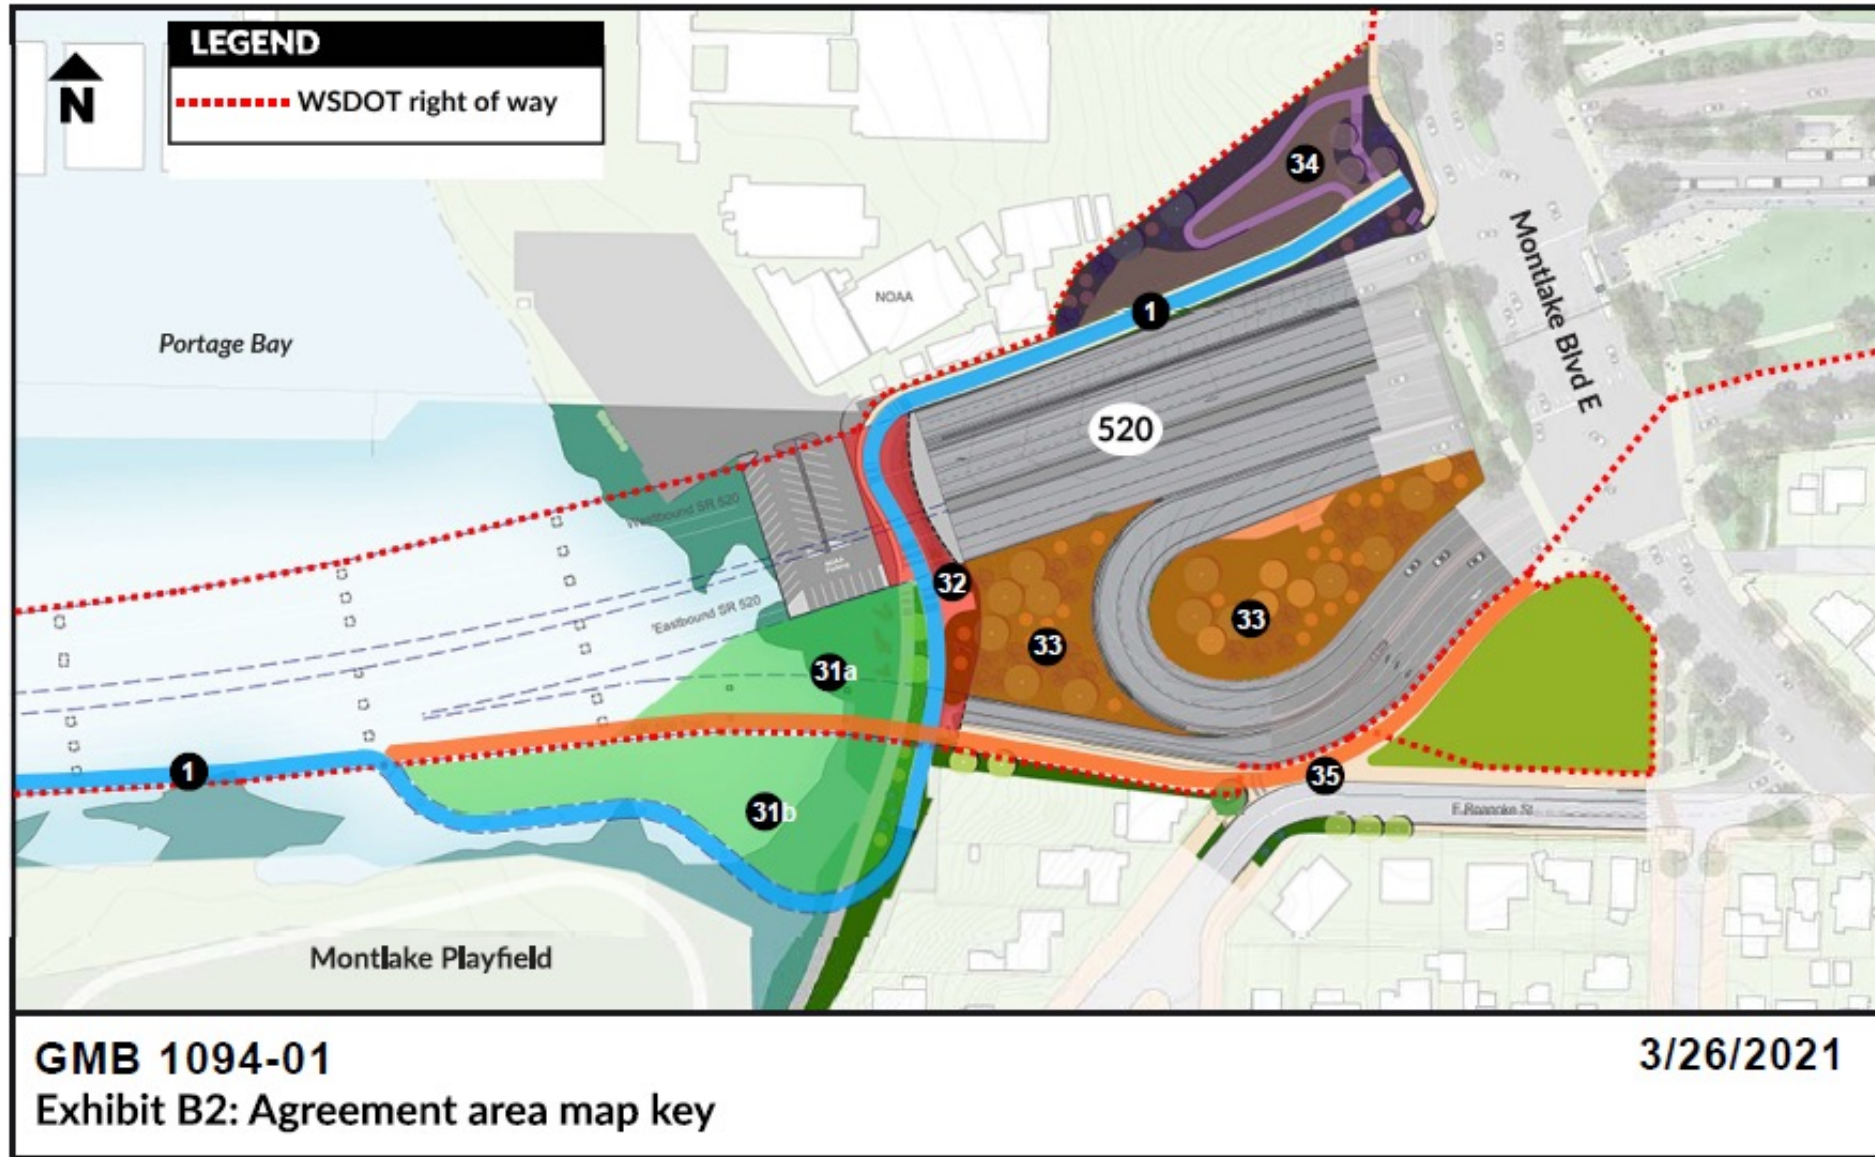 LEGEND
N
WSDOT right of way
34
Montlake Blvd E
NOAA
1
Portage Bay
520
Westbound SR 520
NOAA
Parking
32
Eastbound SR 520
33
33
31a
1
35
31b
E Roanoke St
Montlake Playfield
GMB 1094-01
3/26/2021
Exhibit B2: Agreement area map key